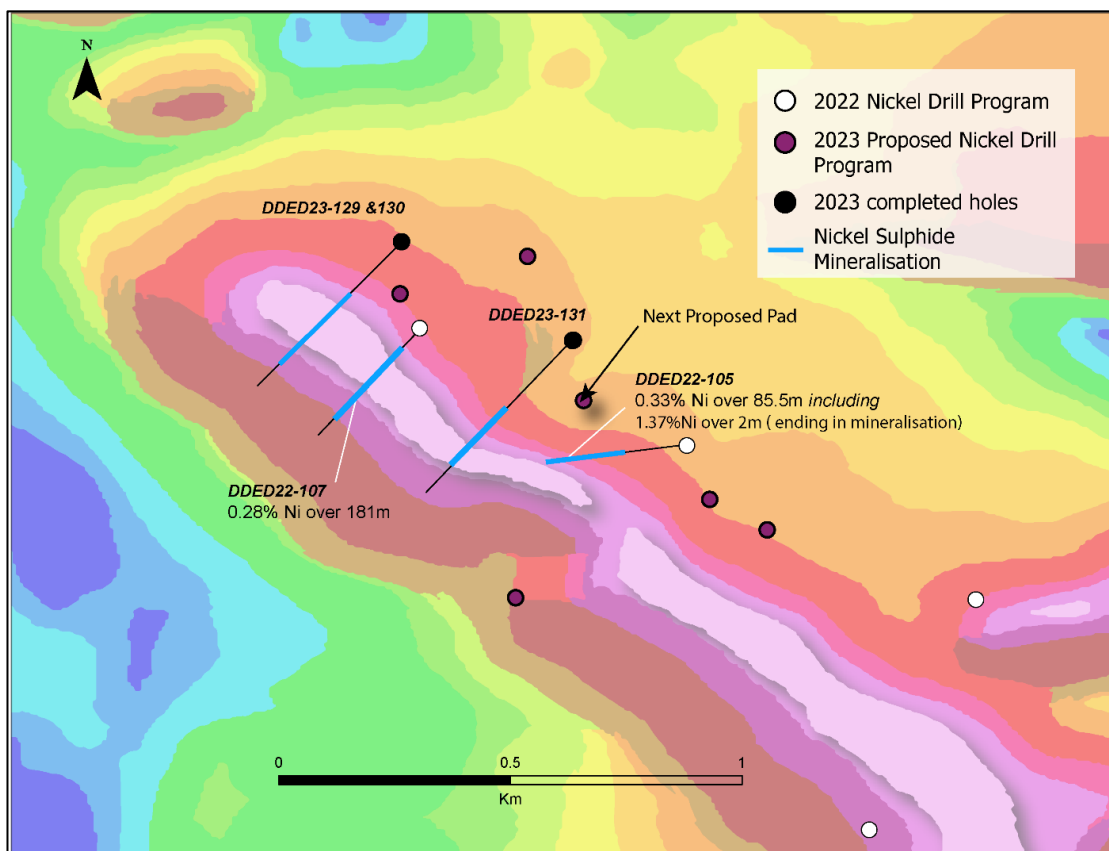 N
2022 Nickel Drill Program
2023 Proposed Nickel Drill
Program
2023 completed holes
Nickel Sulphide
Mineralisation
DDED23-129 &130
DDED23-131
Next Proposed Pad
DDED22-105
0.33% Ni over 85.5m including
1.37%Ni over 2m ( ending in mineralisation)
DDED22-107
0.28% Ni over 181m
0 0.5 1
Km